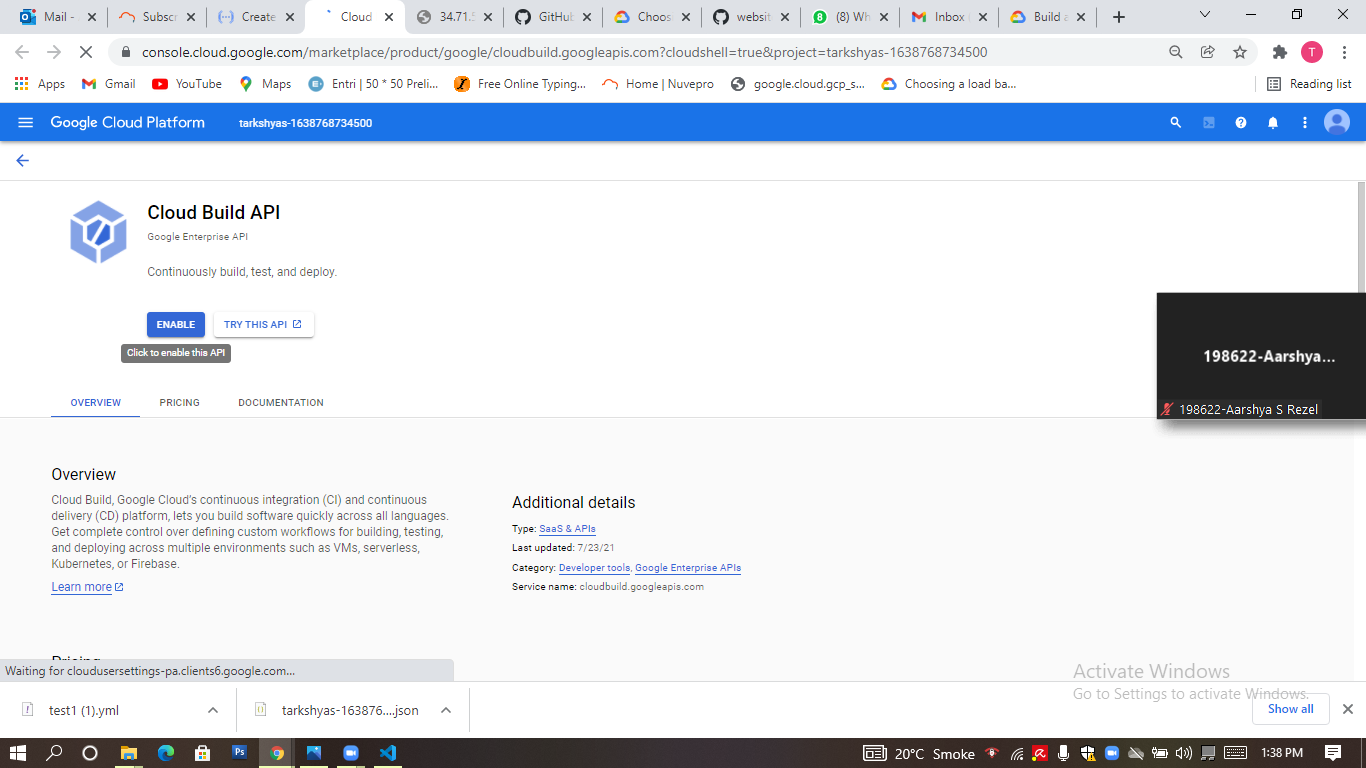 Mail -
Subscr
Create
Cloud
34.71.5
GitHub
Choos
websit
(8) Wh
Inbox
Build a
console.cloud.google.com/marketplace/product/google/cloudbuild.googleapis.com?cloudshell=true&project=tarkshyas-1638768734500
T
Apps
Gmail
YouTube
Maps
Entri | 50 * 50 Preli...
Free Online Typing...
Home | Nuvepro
google.cloud.gcp_s...
Choosing a load ba...
Reading list
Google Cloud Platform
tarkshyas-1638768734500
Cloud Build API
Google Enterprise API
Continuously build, test, and deploy.
ENABLE
TRY THIS API
Click to enable this API
198622-Aarshya...
198622-Aarshya S Rezel
OVERVIEW
PRICING
DOCUMENTATION
Overview
Cloud Build, Google Cloud's continuous integration (CI) and continuous
delivery (CD) platform, lets you build software quickly across all languages.
Get complete control over defining custom workflows for building, testing,
and deploying across multiple environments such as VMs, serverless,
Kubernetes, or Firebase.
Learn more
Additional details
Type: SaaS & APIs
Last updated: 7/23/21
Category: Developer tools, Google Enterprise APIs
Service name: cloudbuild.googleapis.com
Pricing
Waiting for cloudusersettings-pa.clients6.google.com...
Activate Windows
Go to Settings to activate Windows.
test1 (1).yml
tarkshyas-163876....json
Show all
Ps
20°C Smoke
1:38 PM